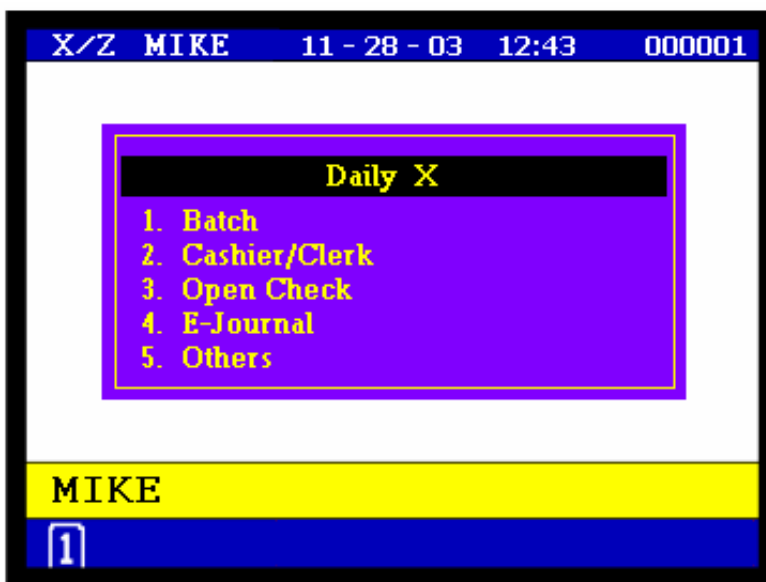 X/Z MIKE 11 - 28 - 03 12:43 000001
Daily X
1. Batch
2. Cashier/Clerk
3. Open Check
4. E-Journal
5. Others
MIKE
1